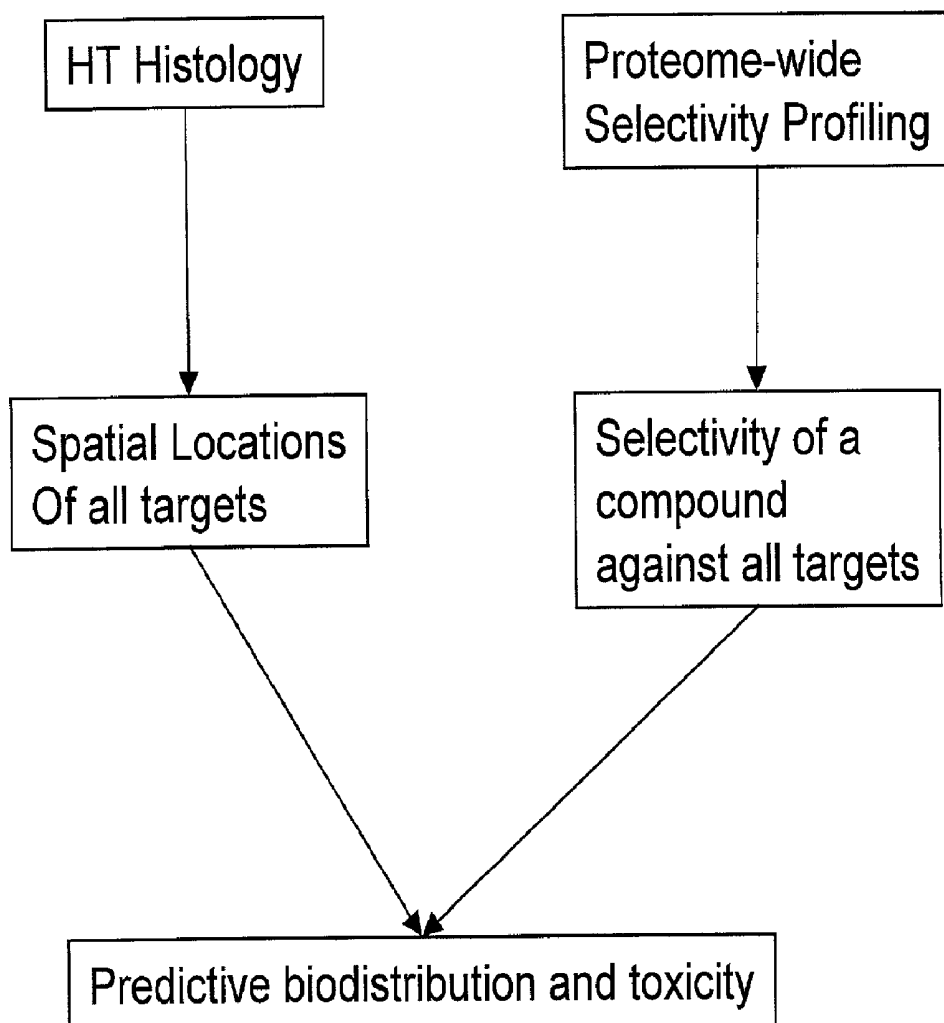 HT Histology
Proteome-wide
Selectivity Profiling
Spatial Locations
Of all targets
Selectivity of a
compound
against all targets
Predictive biodistribution and toxicity